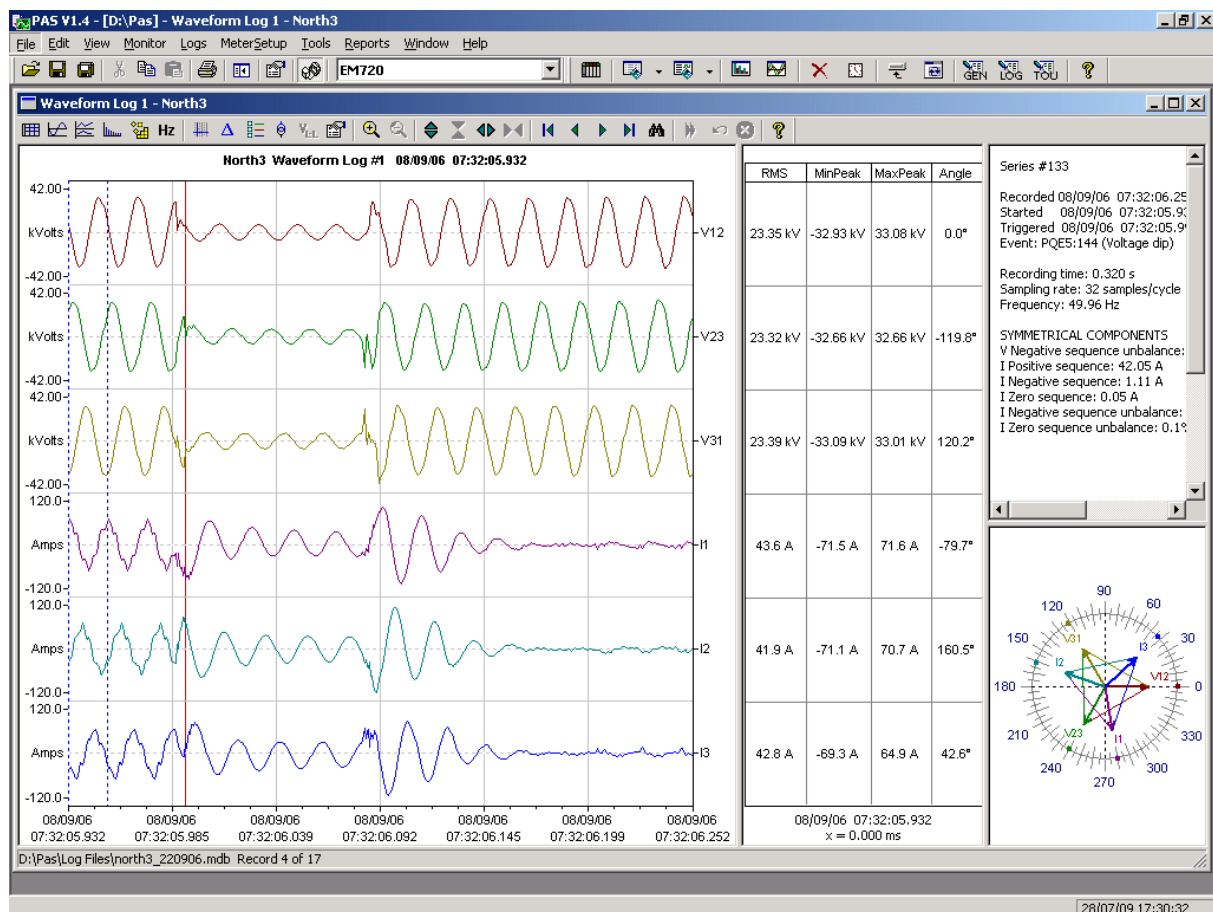 PAS V1.4 - [D:\Pas] - Waveform Log 1 - North3
File Edit View Monitor Logs MeterSetup Tools Reports Window Help
EM720
GEN LOG TOU
Waveform Log 1 - North3
Hz
North3 Waveform Log #1 08/09/06 07:32:05.932
42.00
kVolts
-42.00
V12
42.00
kVolts
-42.00
V23
42.00
kVolts
-42.00
V31
120.0
Amps
-120.0
I1
120.0
Amps
-120.0
I2
120.0
Amps
-120.0
I3
08/09/06 08/09/06 08/09/06 08/09/06 08/09/06 08/09/06 08/09/06
07:32:05.932 07:32:05.985 07:32:06.039 07:32:06.092 07:32:06.145 07:32:06.199 07:32:06.252
RMS MinPeak MaxPeak Angle
23.35 kV -32.93 kV 33.08 kV 0.0°
23.32 kV -32.66 kV 32.66 kV -119.8°
23.39 kV -33.09 kV 33.01 kV 120.2°
43.6 A -71.5 A 71.6 A -79.7°
41.9 A -71.1 A 70.7 A 160.5°
42.8 A -69.3 A 64.9 A 42.6°
08/09/06 07:32:05.932
x = 0.000 ms
Series #133
Recorded 08/09/06 07:32:06.25
Started 08/09/06 07:32:05.93
Triggered 08/09/06 07:32:05.9
Event: PQE5:144 (Voltage dip)
Recording time: 0.320 s
Sampling rate: 32 samples/cycle
Frequency: 49.96 Hz
SYMMETRICAL COMPONENTS
V Negative sequence unbalance:
I Positive sequence: 42.05 A
I Negative sequence: 1.11 A
I Zero sequence: 0.05 A
I Negative sequence unbalance:
I Zero sequence unbalance: 0.1%
90
120 60
150 30
180 0
210 330
240 300
270
V31
I3
I2
V12
V23
I1
D:\Pas\Log Files\north3_220906.mdb Record 4 of 17
28/07/09 17:30:32